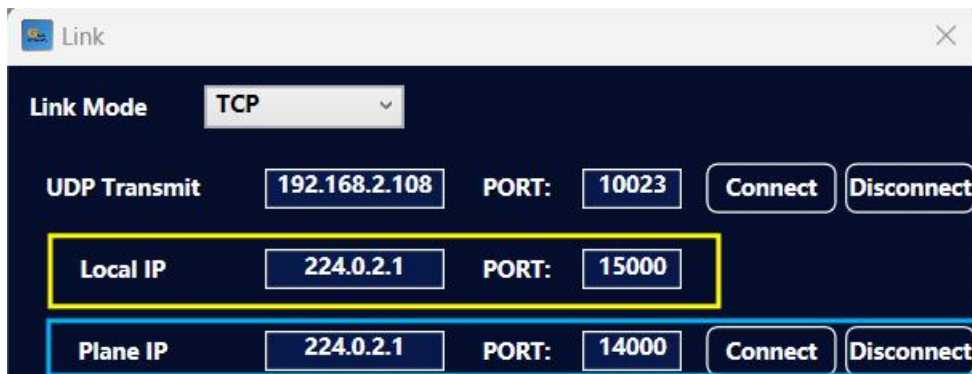 Link
Link Mode TCP
UDP Transmit 192.168.2.108 PORT: 10023 Connect Disconnect
Local IP 224.0.2.1 PORT: 15000
Plane IP 224.0.2.1 PORT: 14000 Connect Disconnect